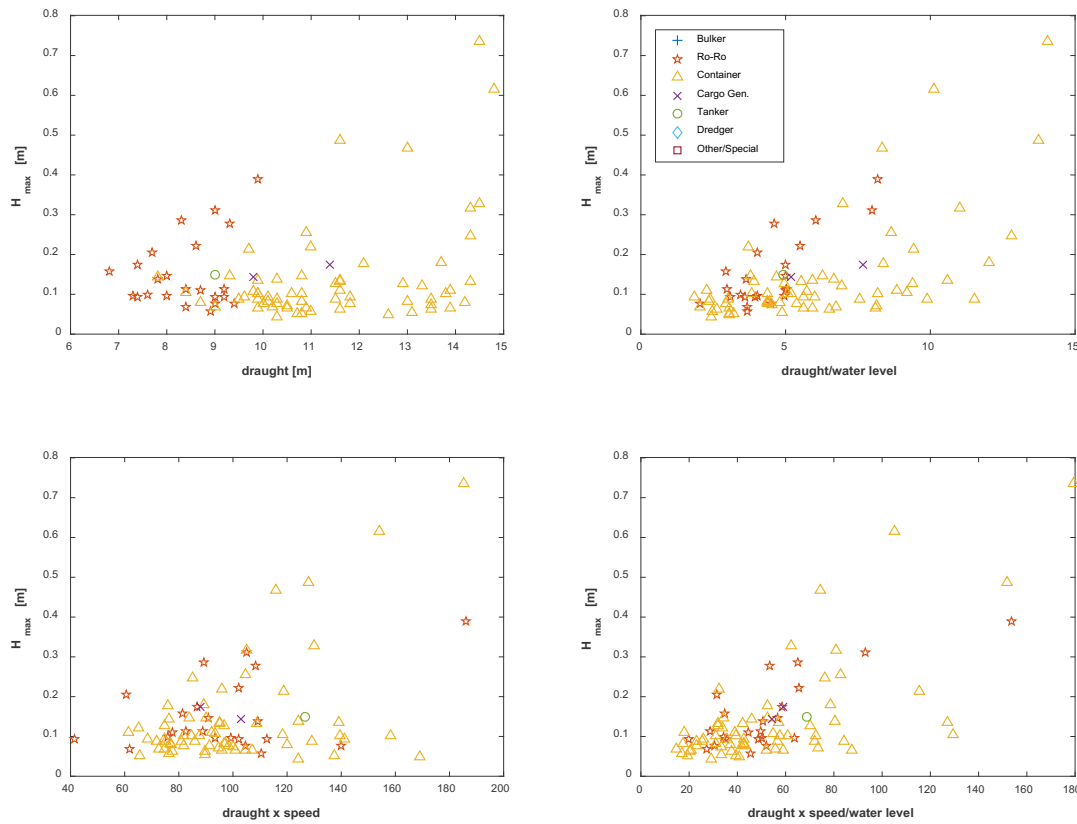 0.8
0.7
0.6
0.5
0.4
0.3
0.2
0.1
0
H max [m]
6 7 8 9 10 11 12 13 14 15
draught [m]
0.8
0.7
0.6
0.5
0.4
0.3
0.2
0.1
0
H max [m]
Bulker
Ro-Ro
Container
Cargo Gen.
Tanker
Dredger
Other/Special
0 5 10 15
draught/water level
0.8
0.7
0.6
0.5
0.4
0.3
0.2
0.1
0
H max [m]
40 60 80 100 120 140 160 180 200
draught x speed
0.8
0.7
0.6
0.5
0.4
0.3
0.2
0.1
0
H max [m]
0 20 40 60 80 100 120 140 160 180
draught x speed/water level